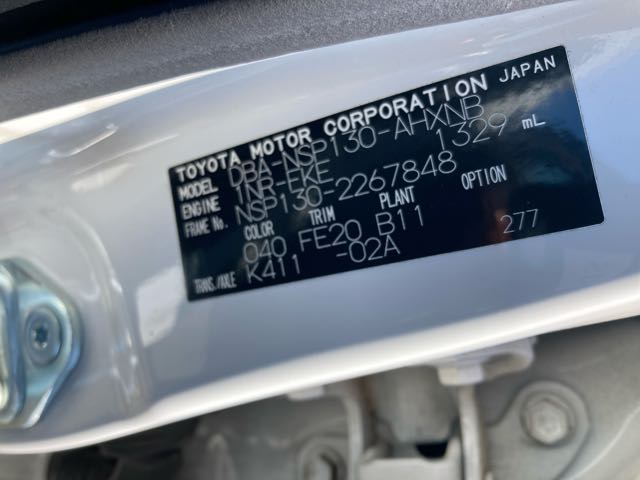 TOYOTA MOTOR CORPORATION JAPAN
MODEL DBA-NSP130-AHXNB
ENGINE 1NR-FKE 1329 mL
FRAME No. NSP130-2267848
COLOR TRIM PLANT OPTION
040 FE20 B11 277
TRANS./AXLE K411 -02A